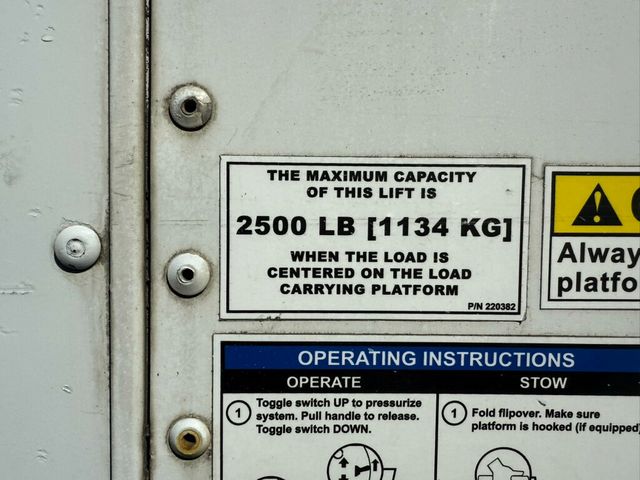 THE MAXIMUM CAPACITY
OF THIS LIFT IS
2500 LB [1134 KG]
WHEN THE LOAD IS
CENTERED ON THE LOAD
CARRYING PLATFORM
P/N 220382
Alway
platfo
OPERATING INSTRUCTIONS
OPERATE
STOW
1 Toggle switch UP to pressurize
system. Pull handle to release.
Toggle switch DOWN.
1 Fold flipover. Make sure
platform is hooked (if equipped)